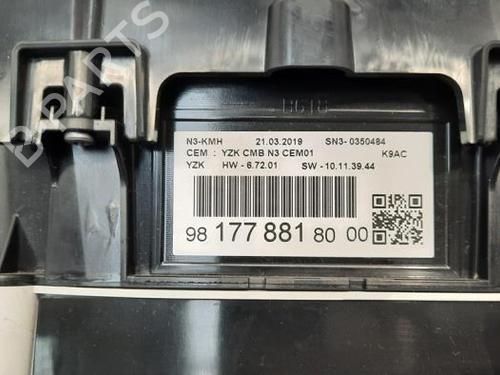 B-PARTS
N3-KMH 21.03.2019 SN3- 0350484
CEM : YZK CMB N3 CEM01 K9AC
YZK HW - 6.72.01 SW - 10.11.39.44
98 177 881 80 00